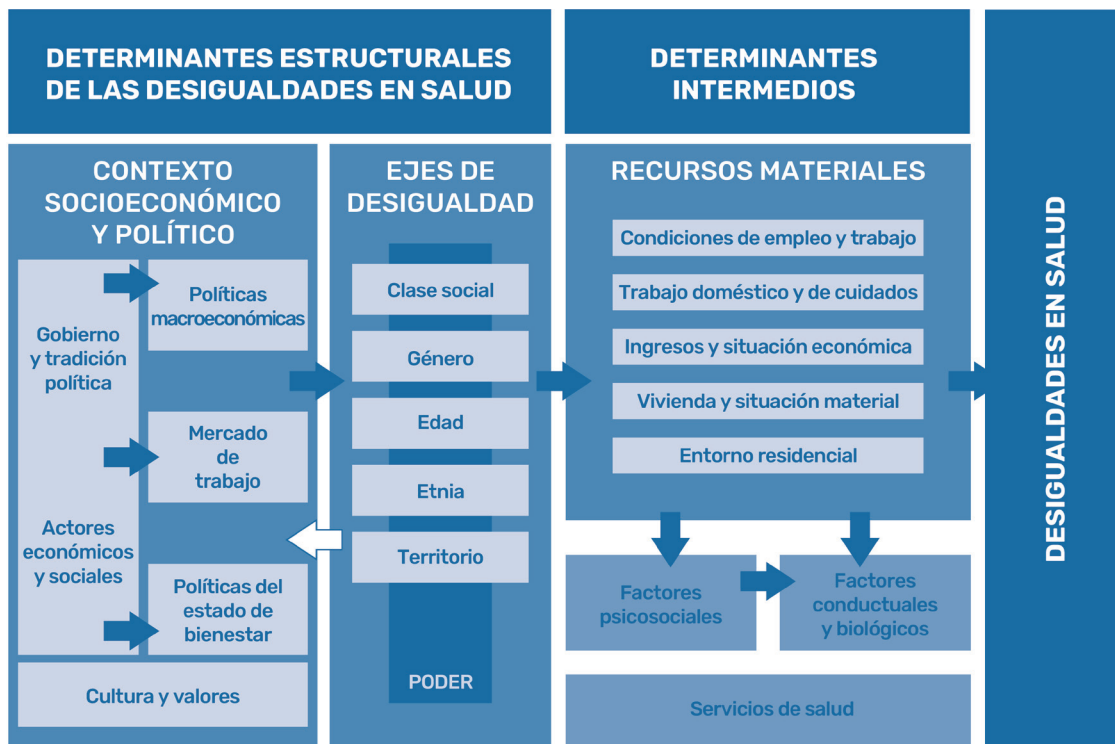 DETERMINANTES ESTRUCTURALES
DE LAS DESIGUALDADES EN SALUD
DETERMINANTES
INTERMEDIOS
CONTEXTO
SOCIOECONÓMICO
Y POLÍTICO
Gobierno
y tradición
política
Actores
económicos
y sociales
Políticas
macroeconómicas
Mercado
de
trabajo
Políticas del
estado de
bienestar
Cultura y valores
EJES DE
DESIGUALDAD
Clase social
Género
Edad
Etnia
Territorio
PODER
RECURSOS MATERIALES
Condiciones de empleo y trabajo
Trabajo doméstico y de cuidados
Ingresos y situación económica
Vivienda y situación material
Entorno residencial
Factores
psicosociales
Factores
conductuales
y biológicos
Servicios de salud
DESIGUALDADES EN SALUD